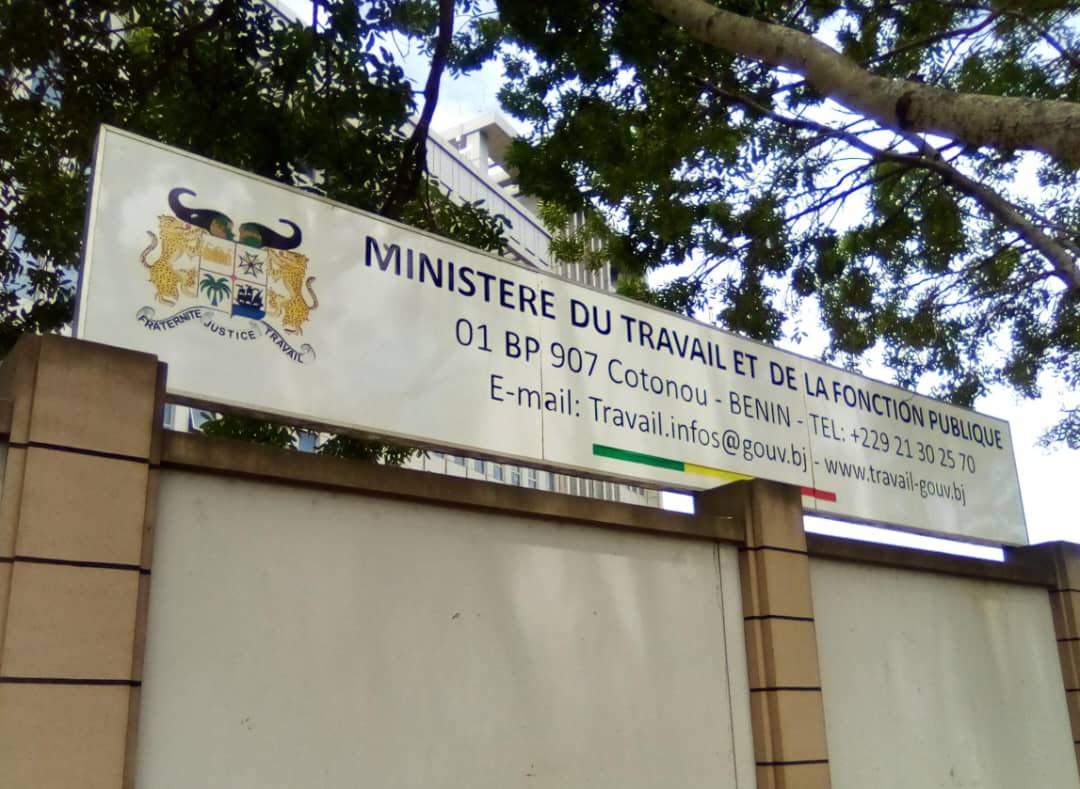 FRATERNITE JUSTICE TRAVAIL
MINISTERE DU TRAVAIL ET DE LA FONCTION PUBLIQUE
01 BP 907 Cotonou - BENIN - TEL: +229 21 30 25 70
E-mail: Travail.infos@gouv.bj - www.travail-gouv.bj